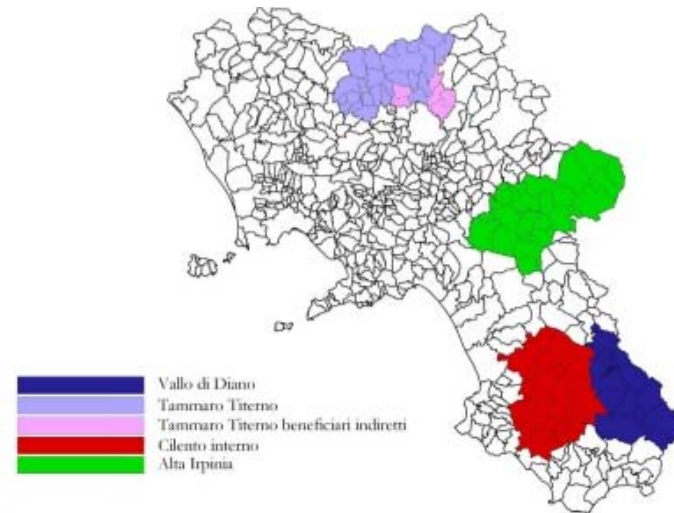 Vallo di Diano
Tammaro Titerno
Tammaro Titerno beneficiari indiretti
Cilento interno
Alta Irpinia